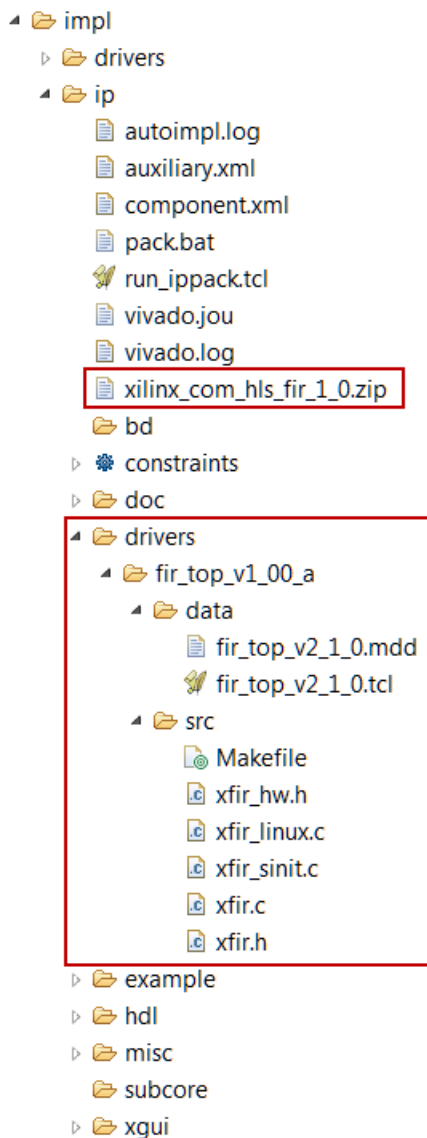 impl
drivers
ip
autoimpl.log
auxiliary.xml
component.xml
pack.bat
run_ippack.tcl
vivado.jou
vivado.log
xilinx_com_hls_fir_1_0.zip
bd
constraints
doc
drivers
fir_top_v1_00_a
data
fir_top_v2_1_0.mdd
fir_top_v2_1_0.tcl
src
Makefile
xfir_hw.h
xfir_linux.c
xfir_sinit.c
xfir.c
xfir.h
example
hdl
misc
subcore
xgui